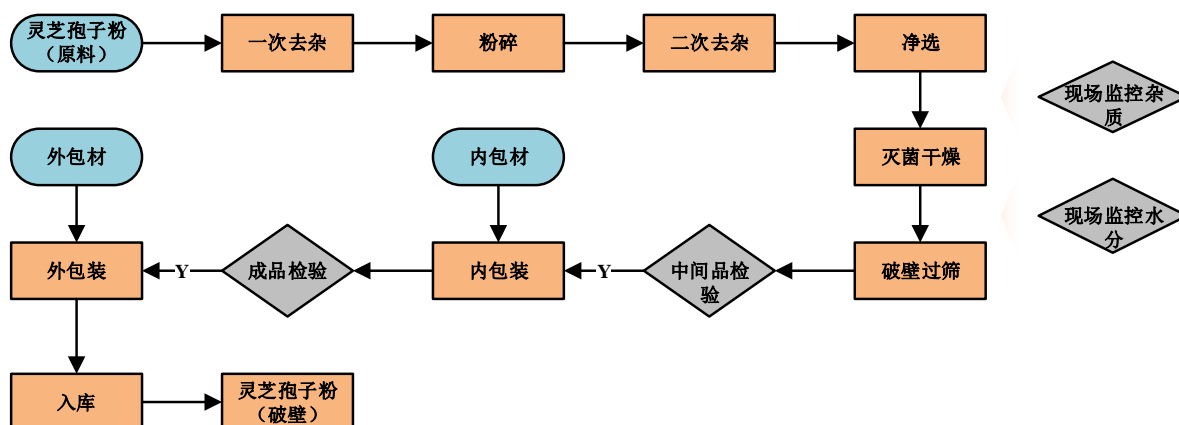 灵芝孢子粉
（原料）
一次去杂
粉碎
二次去杂
净选
现场监控杂
质
外包材
内包材
灭菌干燥
现场监控水
分
外包装
Y
成品检验
内包装
Y
中间品检
验
破壁过筛
入库
灵芝孢子粉
（破壁）